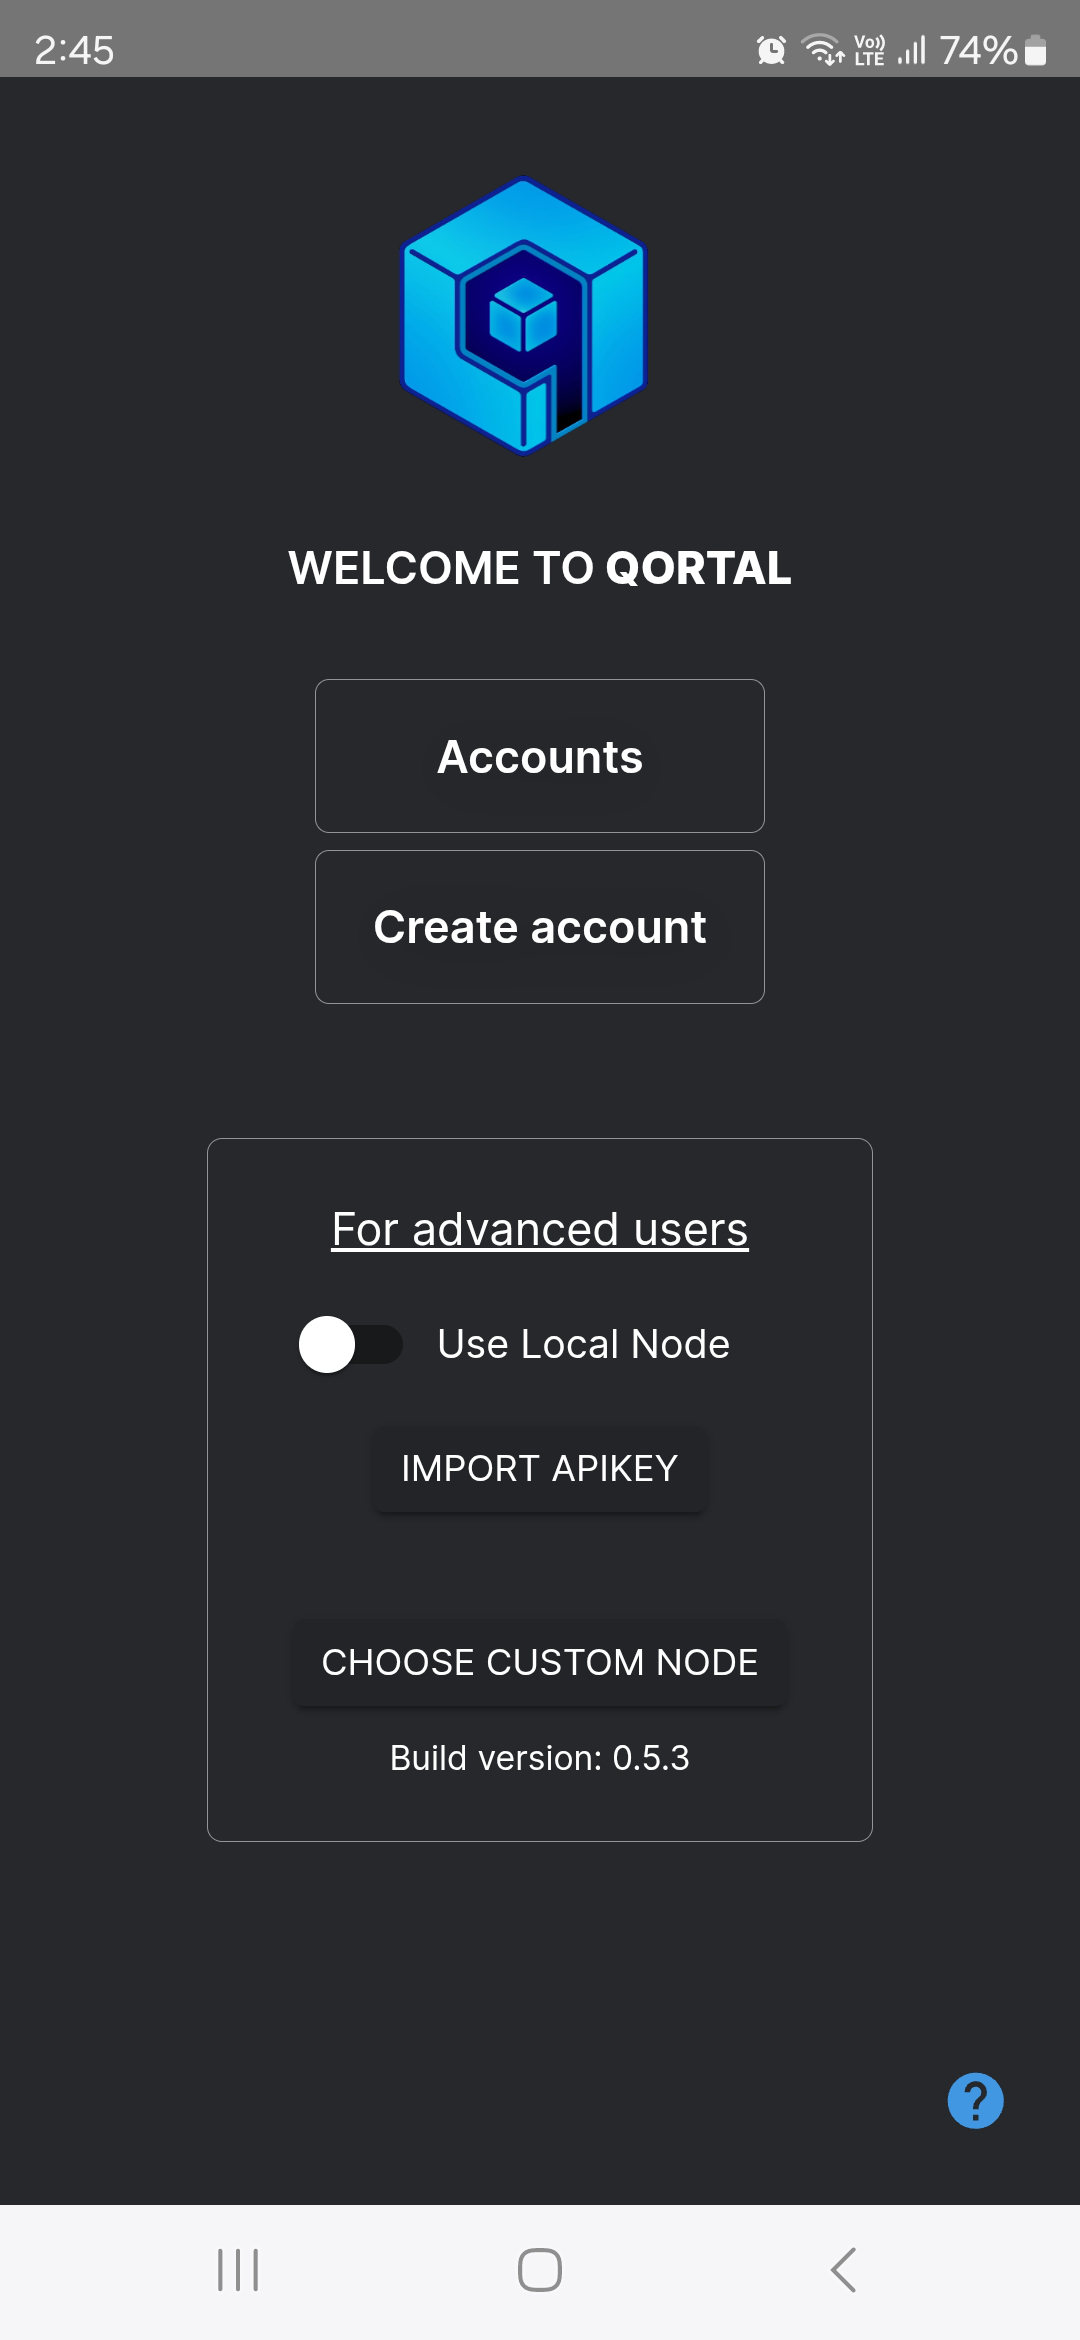 2:45
Vo)) LTE 74%
WELCOME TO QORTAL
Accounts
Create account
For advanced users
Use Local Node
IMPORT APIKEY
CHOOSE CUSTOM NODE
Build version: 0.5.3
?